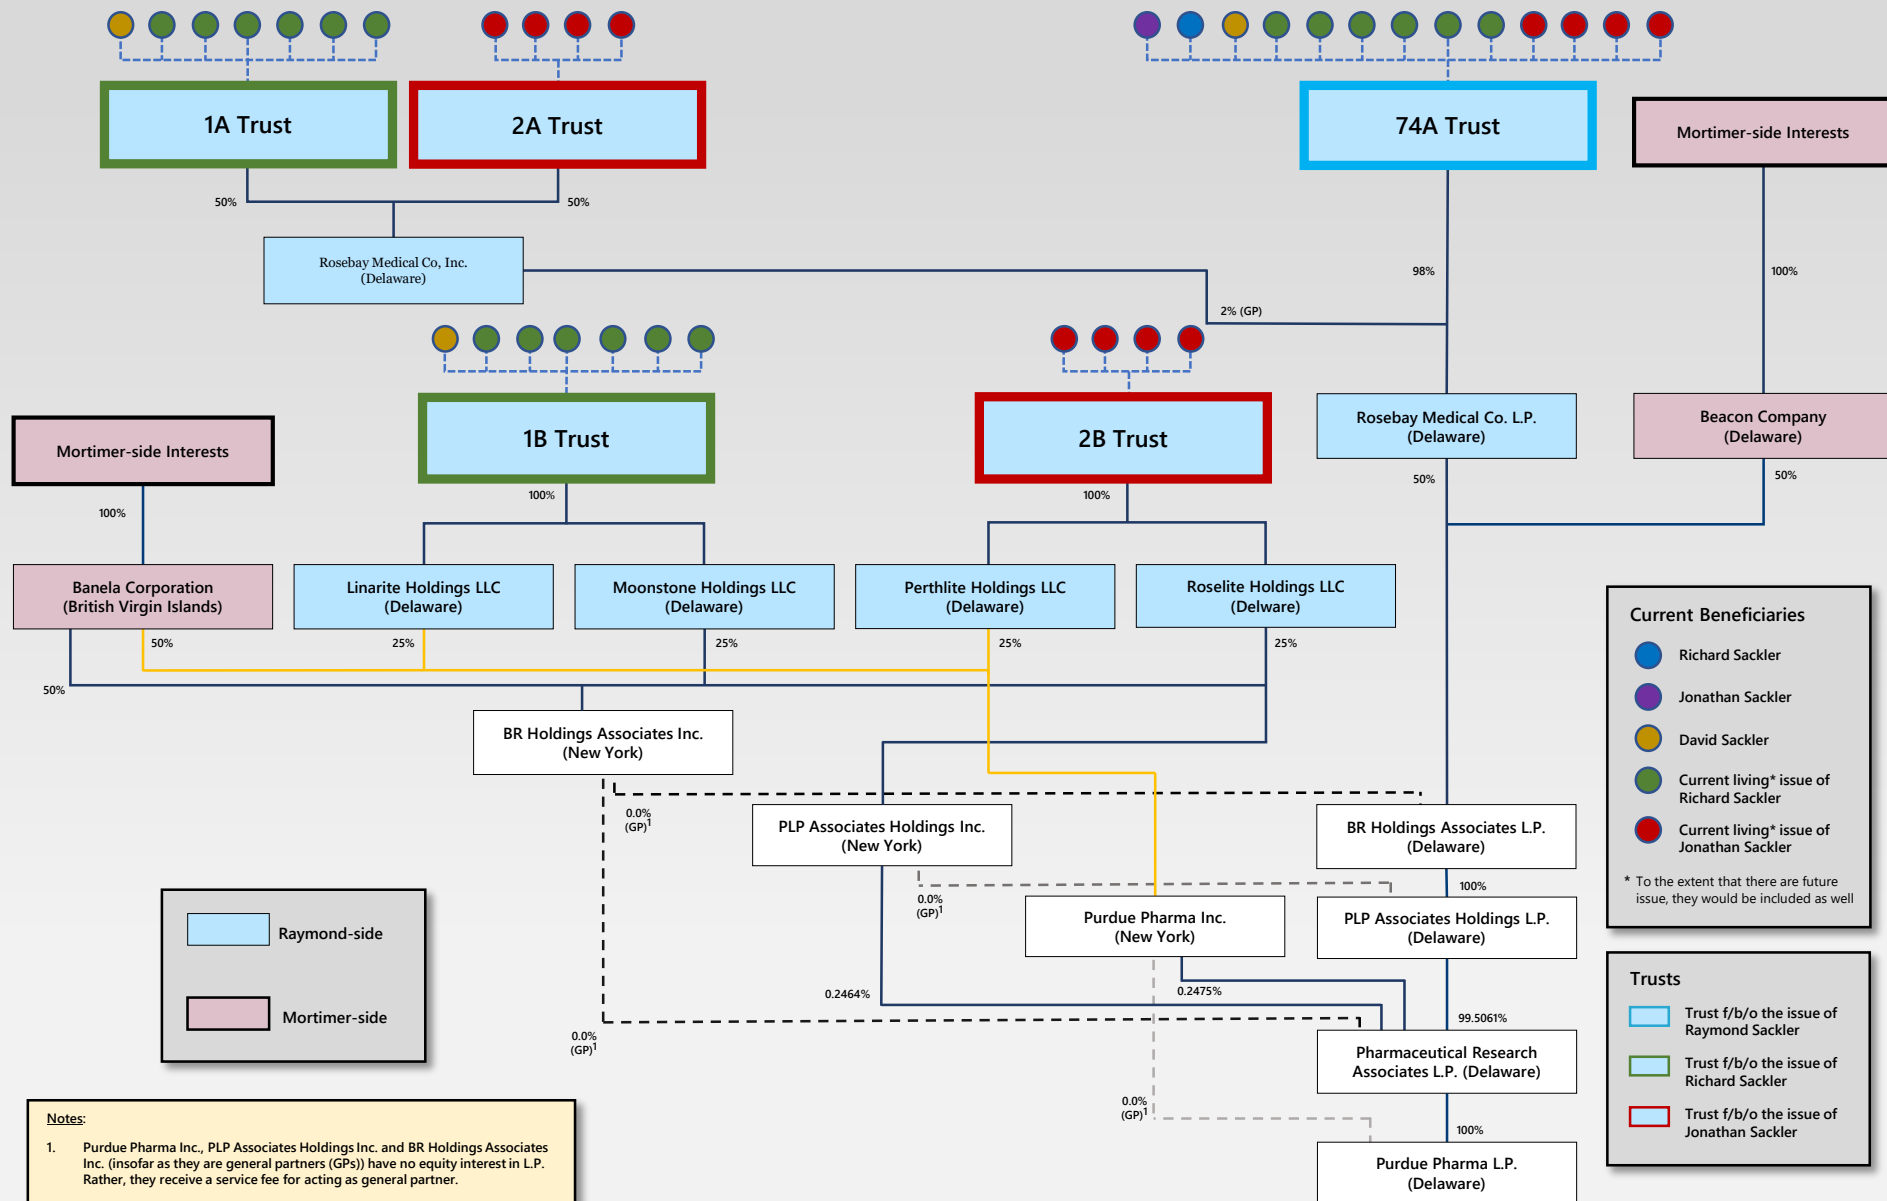 1A Trust
2A Trust
74A Trust
Mortimer-side Interests
50%
50%
Rosebay Medical Co, Inc.
(Delaware)
98%
100%
2% (GP)
Mortimer-side Interests
1B Trust
2B Trust
Rosebay Medical Co. L.P.
(Delaware)
Beacon Company
(Delaware)
100%
100%
100%
50%
50%
Banela Corporation
(British Virgin Islands)
Linarite Holdings LLC
(Delaware)
Moonstone Holdings LLC
(Delaware)
Perthlite Holdings LLC
(Delaware)
Roselite Holdings LLC
(Delware)
50%
25%
25%
25%
25%
50%
BR Holdings Associates Inc.
(New York)
0.0%
(GP)1
PLP Associates Holdings Inc.
(New York)
BR Holdings Associates L.P.
(Delaware)
100%
0.0%
(GP)1
Purdue Pharma Inc.
(New York)
PLP Associates Holdings L.P.
(Delaware)
0.2464%
0.2475%
99.5061%
0.0%
(GP)1
Pharmaceutical Research
Associates L.P. (Delaware)
0.0%
(GP)1
100%
Purdue Pharma L.P.
(Delaware)
Current Beneficiaries
Richard Sackler
Jonathan Sackler
David Sackler
Current living* issue of
Richard Sackler
Current living* issue of
Jonathan Sackler
* To the extent that there are future
issue, they would be included as well
Trusts
Trust f/b/o the issue of
Raymond Sackler
Trust f/b/o the issue of
Richard Sackler
Trust f/b/o the issue of
Jonathan Sackler
Raymond-side
Mortimer-side
Notes:
1. Purdue Pharma Inc., PLP Associates Holdings Inc. and BR Holdings Associates
Inc. (insofar as they are general partners (GPs)) have no equity interest in L.P.
Rather, they receive a service fee for acting as general partner.